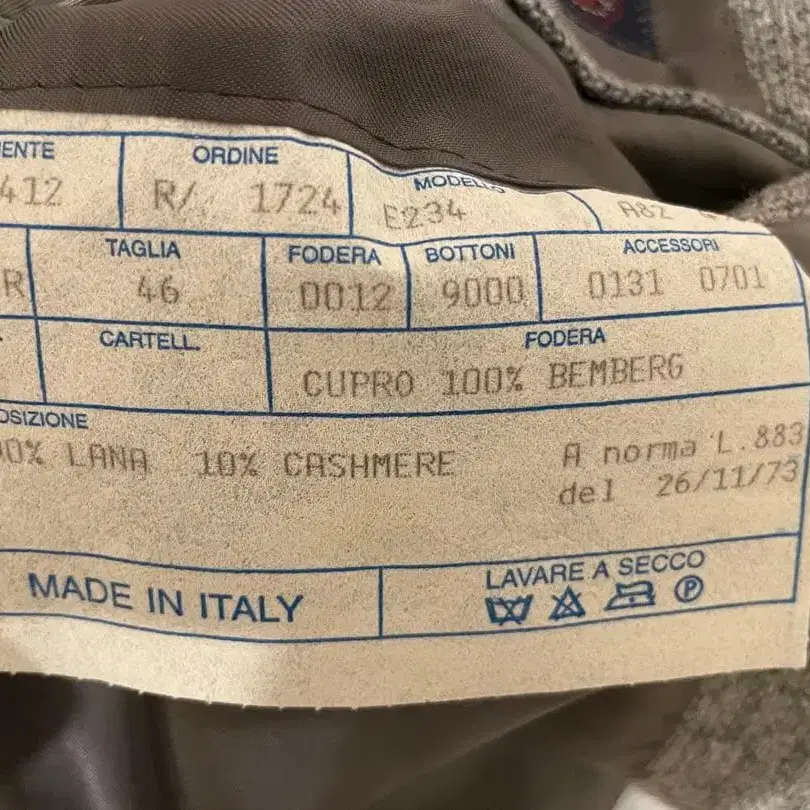 ENTE ORDINE MODELLO
412 R/. 1724 E234 A82
TAGLIA FODERA BOTTONI ACCESSORI
R 46 0012 9000 0131 0701
CARTELL. FODERA
CUPRO 100% BEMBERG
OSIZIONE
0% LANA 10% CASHMERE A norma L.883
del 26/11/73
MADE IN ITALY LAVARE A SECCO
P